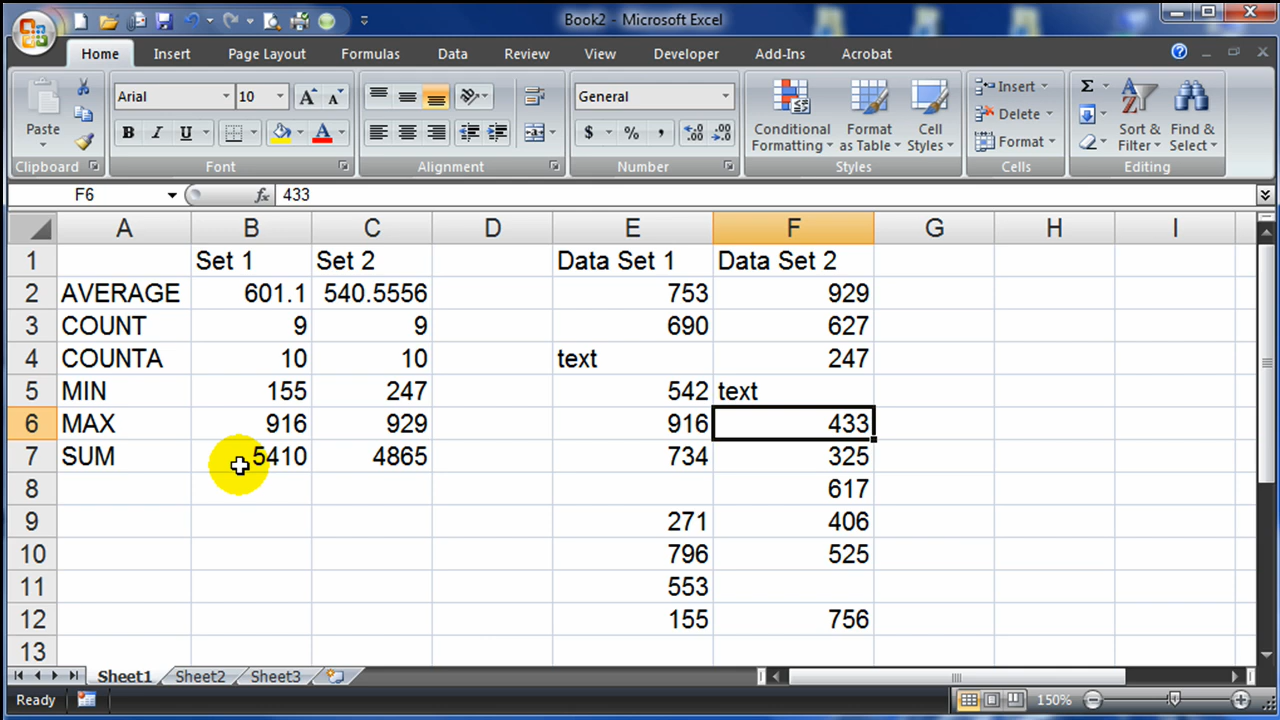 Book2 - Microsoft Excel
Home Insert Page Layout Formulas Data Review View Developer Add-Ins Acrobat
Paste
Clipboard
Arial 10
B I U A
Font
Alignment
General
$ % ,
Number
Conditional Formatting
Format as Table
Cell Styles
Styles
Insert
Delete
Format
Cells
Σ
Sort & Filter
Find & Select
Editing
F6 fx 433
A B C D E F G H I
1 Set 1 Set 2 Data Set 1 Data Set 2
2 AVERAGE 601.1 540.5556 753 929
3 COUNT 9 9 690 627
4 COUNTA 10 10 text 247
5 MIN 155 247 542 text
6 MAX 916 929 916 433
7 SUM 5410 4865 734 325
8 617
9 271 406
10 796 525
11 553
12 155 756
13
Sheet1 Sheet2 Sheet3
Ready 150%